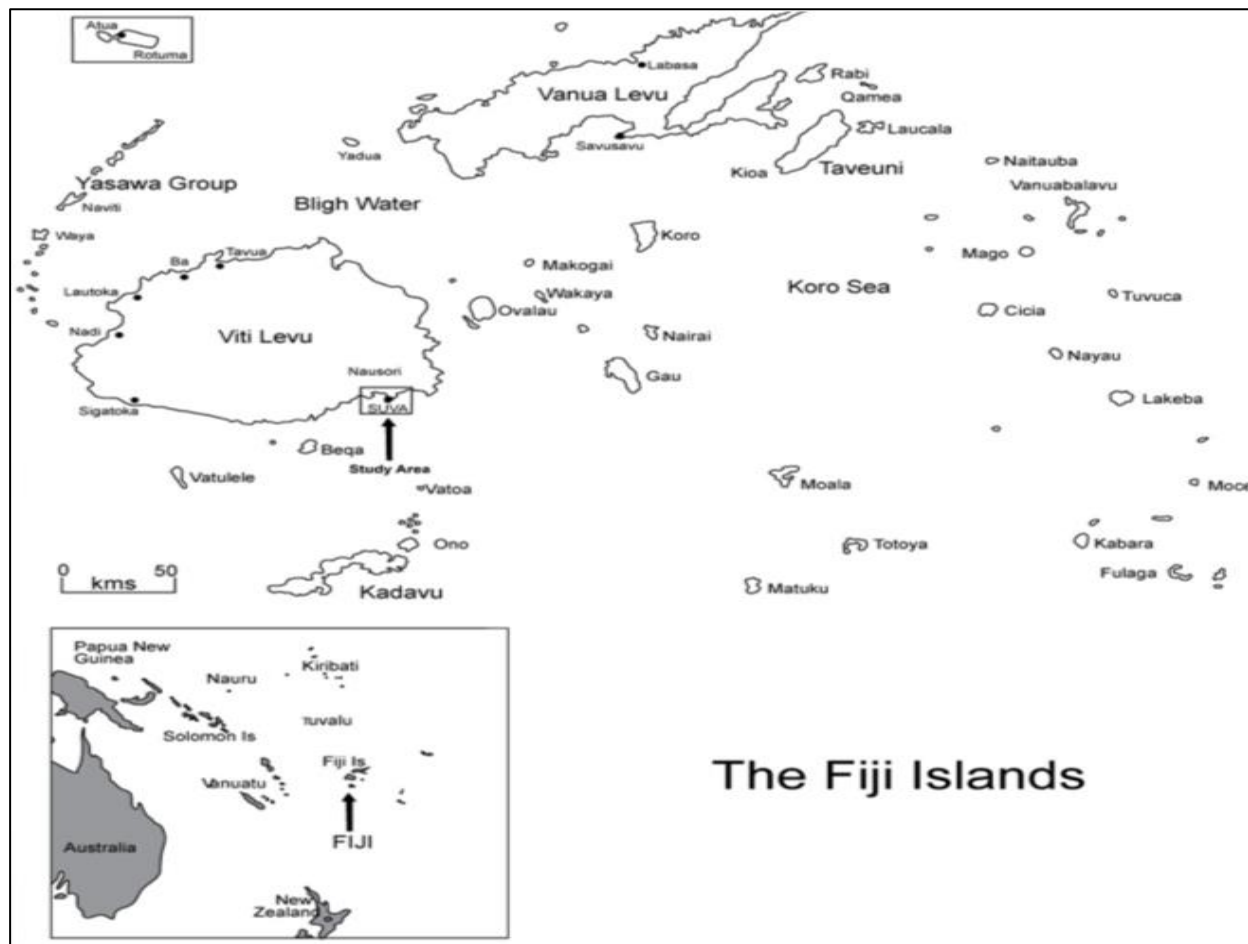 Atua
Rotuma
Labasa
Vanua Levu
Rabi
Qamea
Laucala
Savusavu
Yadua
Kioa
Taveuni
Naitauba
Vanuabalavu
Yasawa Group
Naviti
Bligh Water
Waya
Koro
Tavua
Ba
Makogai
Mago
Lautoka
Wakaya
Koro Sea
Ovalau
Cicia
Tuvuca
Nadi
Viti Levu
Nairai
Nayau
Nausori
Gau
Sigatoka
SUVA
Lakeba
Beqa
Study Area
Vatulele
Vatoa
Moala
Moce
Ono
Totoya
Kabara
0 50
kms
Kadavu
Matuku
Fulaga
Papua New
Guinea
Nauru
Kiribati
Tuvalu
Solomon Is
Fiji Is
Vanuatu
FIJI
Australia
New
Zealand
The Fiji Islands